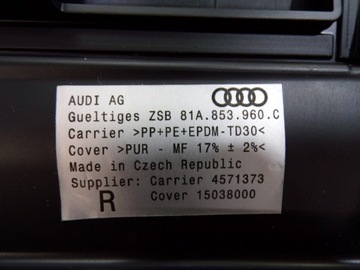 AUDI AG
Gueltiges ZSB 81A.853.960.C
Carrier >PP+PE+EPDM-TD30<
Cover >PUR - MF 17% ± 2%<
Made in Czech Republic
Supplier: Carrier 4571373
R Cover 15038000